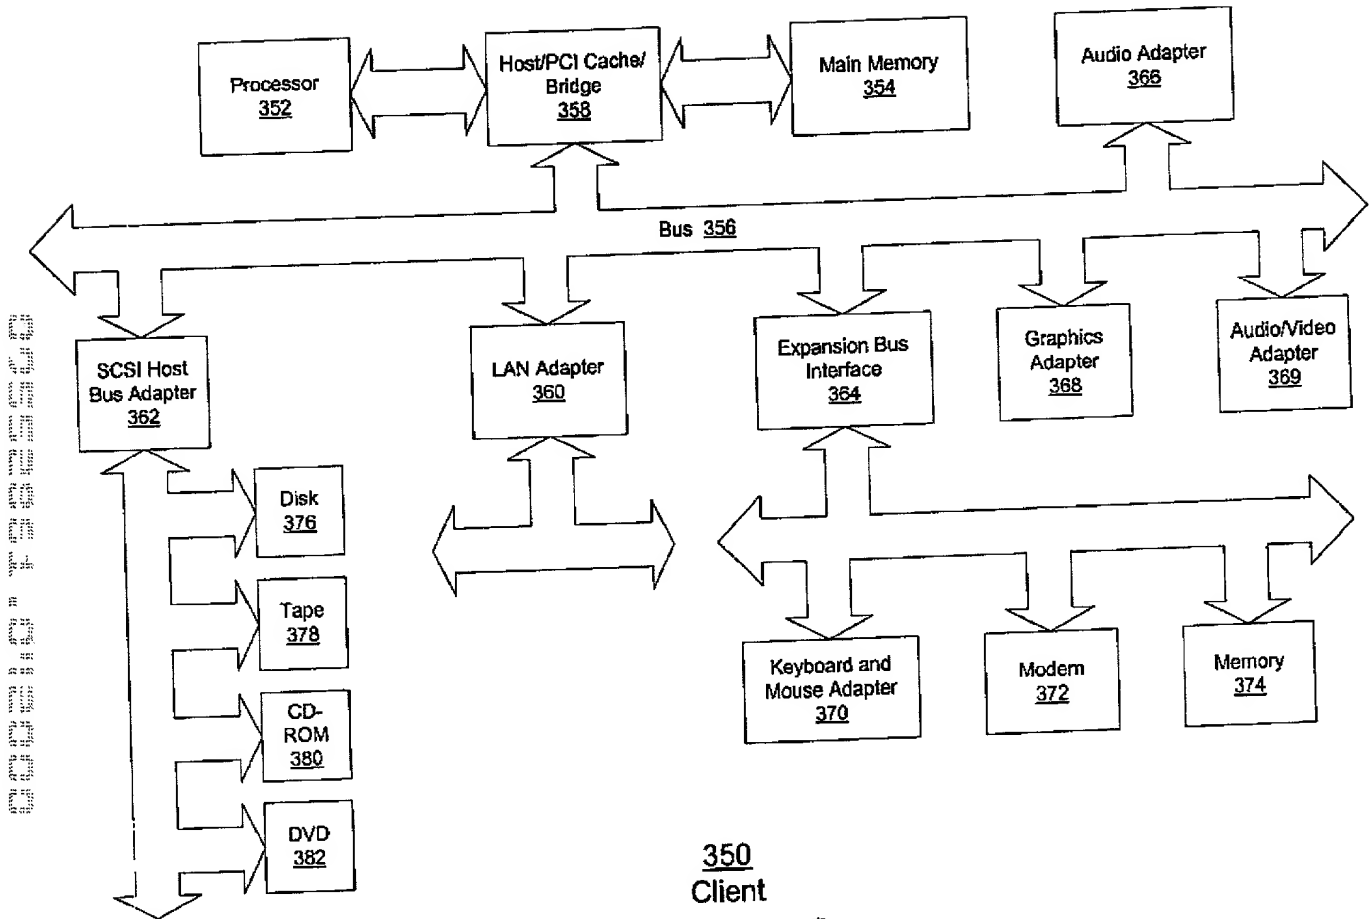 Processor
352
Host/PCI Cache/
Bridge
358
Main Memory
354
Audio Adapter
366
Bus 356
SCSI Host
Bus Adapter
362
LAN Adapter
360
Expansion Bus
Interface
364
Graphics
Adapter
368
Audio/Video
Adapter
369
Disk
376
Tape
378
CD-
ROM
380
DVD
382
Keyboard and
Mouse Adapter
370
Modem
372
Memory
374
350
Client